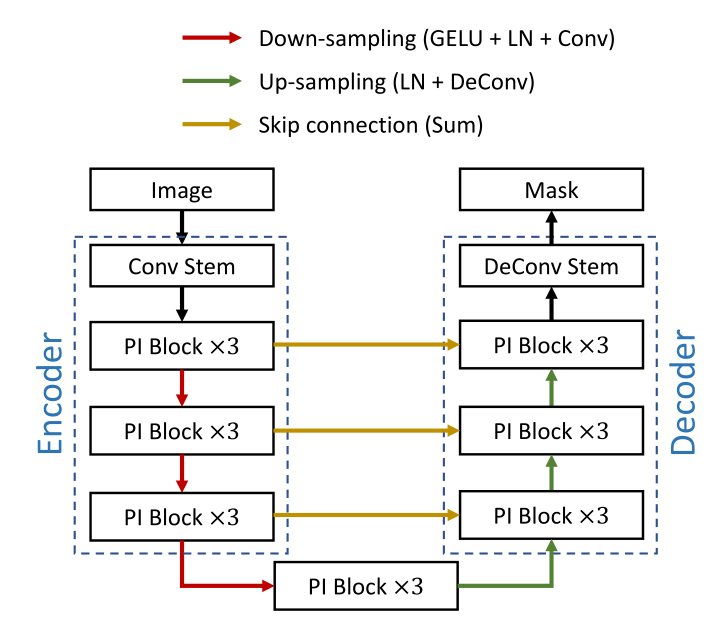 Down-sampling (GELU + LN + Conv)
Up-sampling (LN + DeConv)
Skip connection (Sum)
Image
Mask
Conv Stem
DeConv Stem
PI Block ×3
PI Block ×3
Encoder
Decoder
PI Block ×3
PI Block ×3
PI Block ×3
PI Block ×3
PI Block ×3